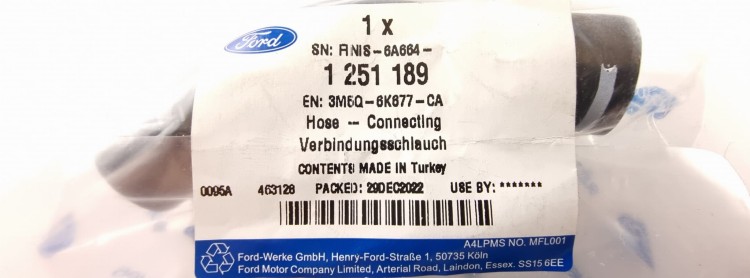 Ford
1 x
SN: FINIS-6A664-
1 251 189
EN: 3M5Q-6K677-CA
Hose -- Connecting
Verbindungsschlauch
CONTENTS MADE IN Turkey
0095A 463128 PACKED: 29DEC2022 USE BY: *******
A4LPMS NO. MFL001
Ford-Werke GmbH, Henry-Ford-Straße 1, 50735 Köln
Ford Motor Company Limited, Arterial Road, Laindon, Essex. SS15 6EE